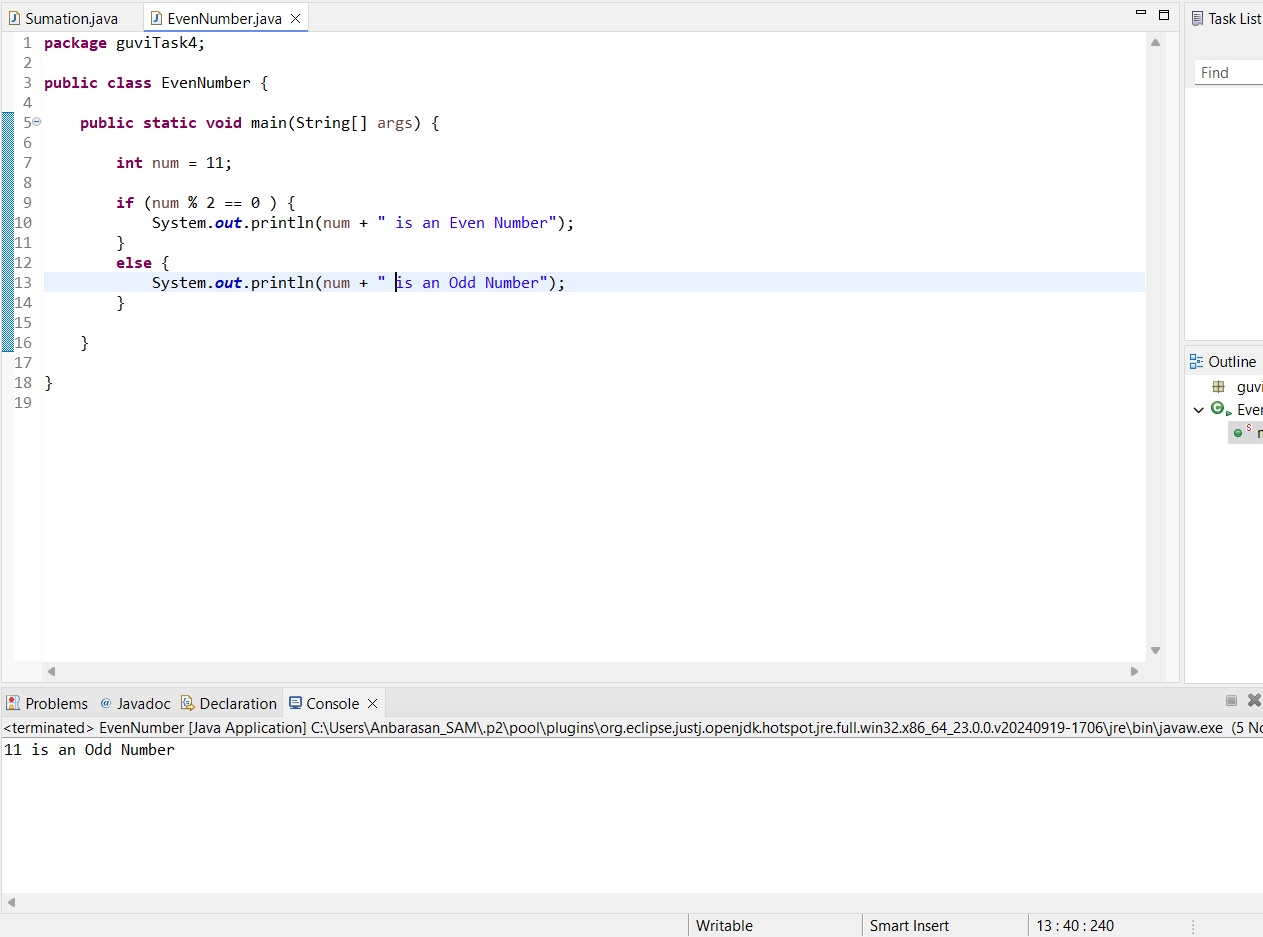 Sumation.java
EvenNumber.java
1 package guviTask4;
2
3 public class EvenNumber {
4
5 public static void main(String[] args) {
6
7 int num = 11;
8
9 if (num % 2 == 0 ) {
10 System.out.println(num + " is an Even Number");
11 }
12 else {
13 System.out.println(num + " is an Odd Number");
14 }
15
16 }
17
18 }
19
Task List
Find
Outline
guvi
Even
Problems @ Javadoc Declaration Console
<terminated> EvenNumber [Java Application] C:\Users\Anbarasan_SAM\.p2\pool\plugins\org.eclipse.justj.openjdk.hotspot.jre.full.win32.x86_64_23.0.0.v20240919-1706\jre\bin\javaw.exe (5 No
11 is an Odd Number
Writable
Smart Insert
13 : 40 : 240